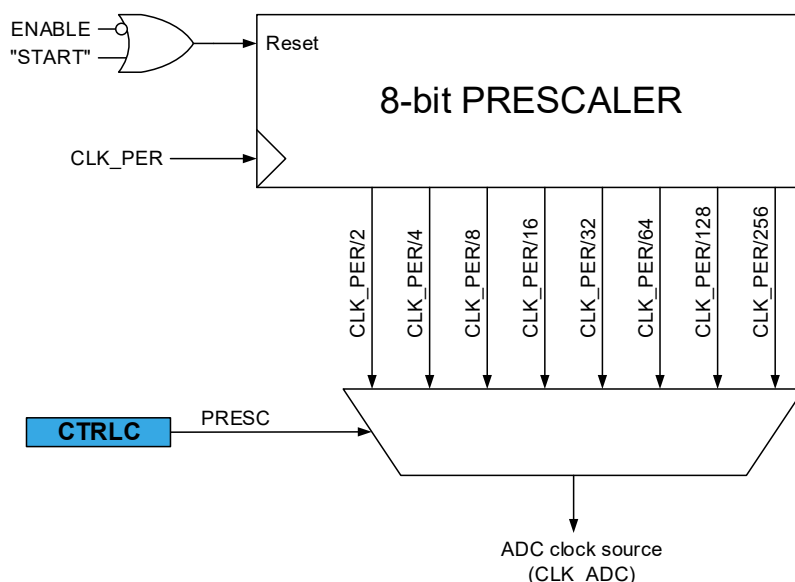 ENABLE
"START"
Reset
8-bit PRESCALER
CLK_PER
CLK_PER/2
CLK_PER/4
CLK_PER/8
CLK_PER/16
CLK_PER/32
CLK_PER/64
CLK_PER/128
CLK_PER/256
CTRLC
PRESC
ADC clock source
(CLK_ADC)